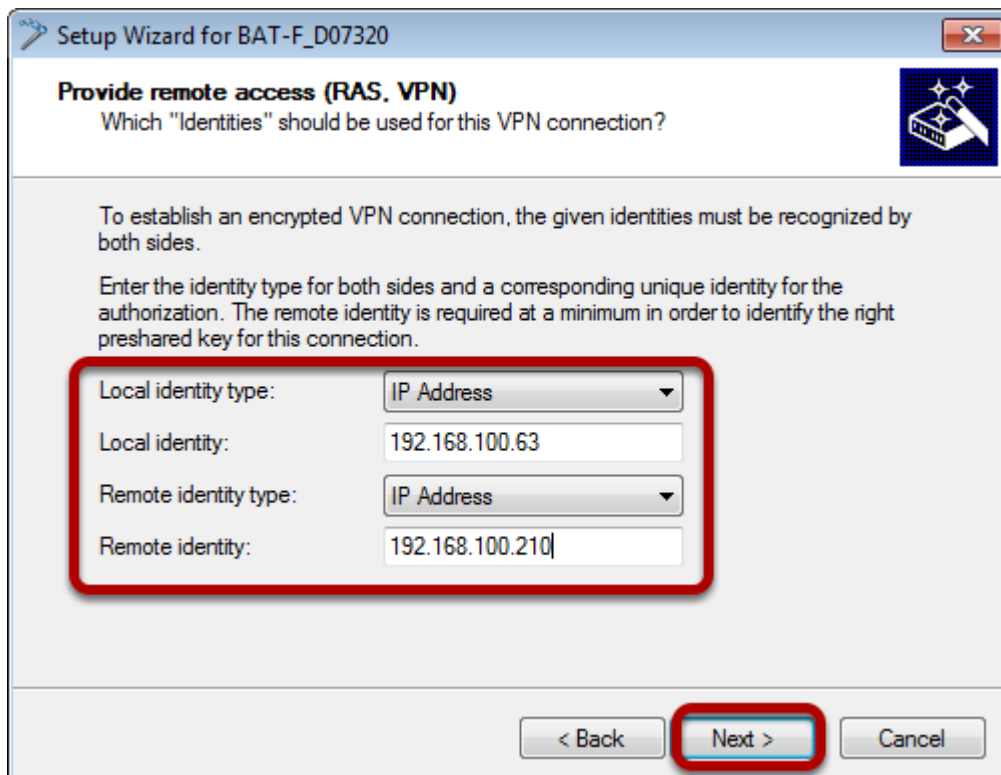 Setup Wizard for BAT-F_D07320
Provide remote access (RAS, VPN)
Which "Identities" should be used for this VPN connection?
To establish an encrypted VPN connection, the given identities must be recognized by
both sides.
Enter the identity type for both sides and a corresponding unique identity for the
authorization. The remote identity is required at a minimum in order to identify the right
preshared key for this connection.
Local identity type: IP Address
Local identity: 192.168.100.63
Remote identity type: IP Address
Remote identity: 192.168.100.210
< Back Next > Cancel